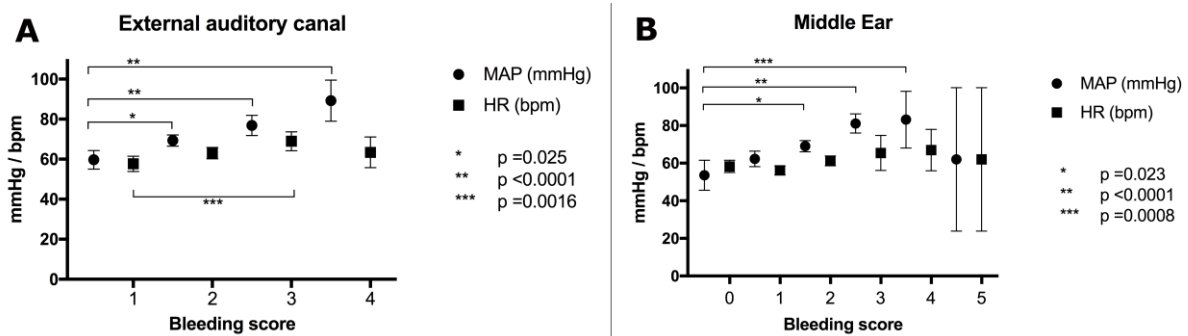 A
External auditory canal
**
**
*
***
100
80
60
40
20
0
mmHg / bpm
1 2 3 4
Bleeding score
MAP (mmHg)
HR (bpm)
* p =0.025
** p <0.0001
*** p =0.0016
B
Middle Ear
***
**
*
100
80
60
40
20
0
mmHg / bpm
0 1 2 3 4 5
Bleeding score
MAP (mmHg)
HR (bpm)
* p =0.023
** p <0.0001
*** p =0.0008